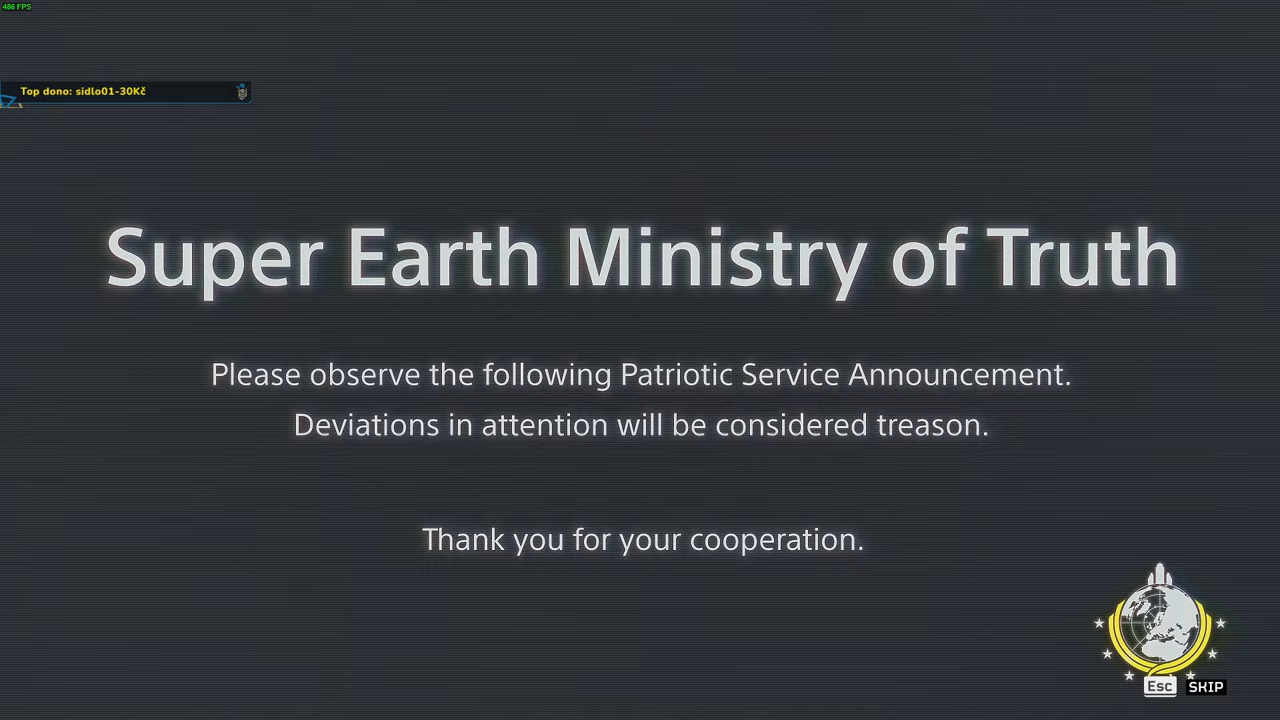 486 FPS
Top dono: sidlo01-30Kč
Super Earth Ministry of Truth
Please observe the following Patriotic Service Announcement.
Deviations in attention will be considered treason.
Thank you for your cooperation.
Esc SKIP